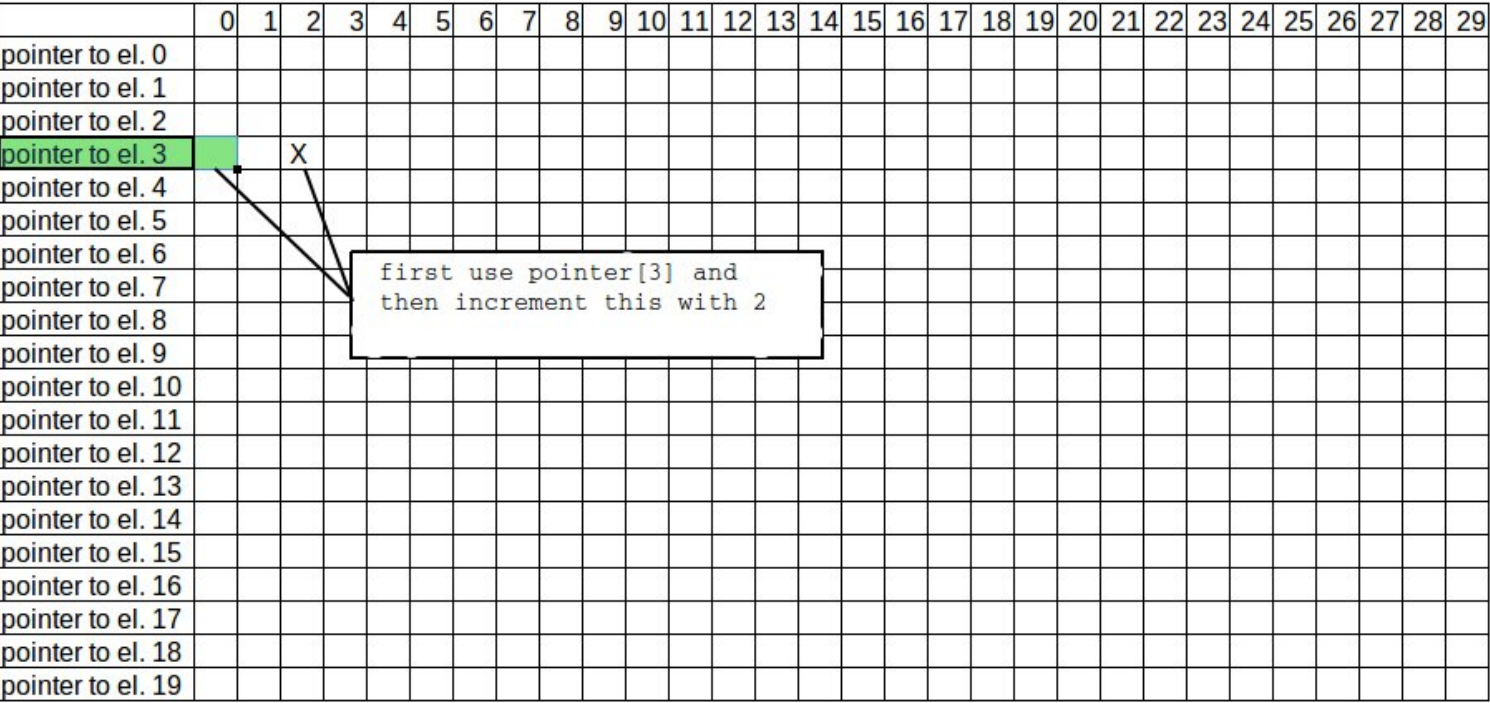 0 1 2 3 4 5 6 7 8 9 10 11 12 13 14 15 16 17 18 19 20 21 22 23 24 25 26 27 28 29
pointer to el. 0
pointer to el. 1
pointer to el. 2
pointer to el. 3 X
pointer to el. 4
pointer to el. 5
pointer to el. 6
first use pointer[3] and
pointer to el. 7
then increment this with 2
pointer to el. 8
pointer to el. 9
pointer to el. 10
pointer to el. 11
pointer to el. 12
pointer to el. 13
pointer to el. 14
pointer to el. 15
pointer to el. 16
pointer to el. 17
pointer to el. 18
pointer to el. 19